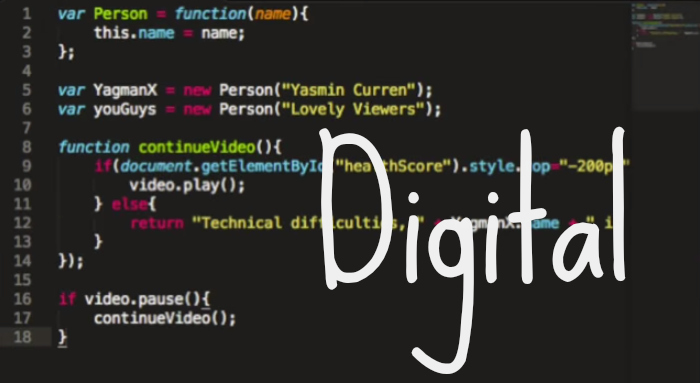 1 var Person = function(name){
2 this.name = name;
3 };
4
5 var YagmanX = new Person("Yasmin Curren");
6 var youGuys = new Person("Lovely Viewers");
7
8 function continueVideo(){
9 if(document.getElementById("healthScore").style.top="-200p"
10 video.play();
11 } else{
12 return "Technical difficulties, " + YagmanX.name + " i
13 }
14 });
15
16 if video.pause(){
17 continueVideo();
18 }
Digital